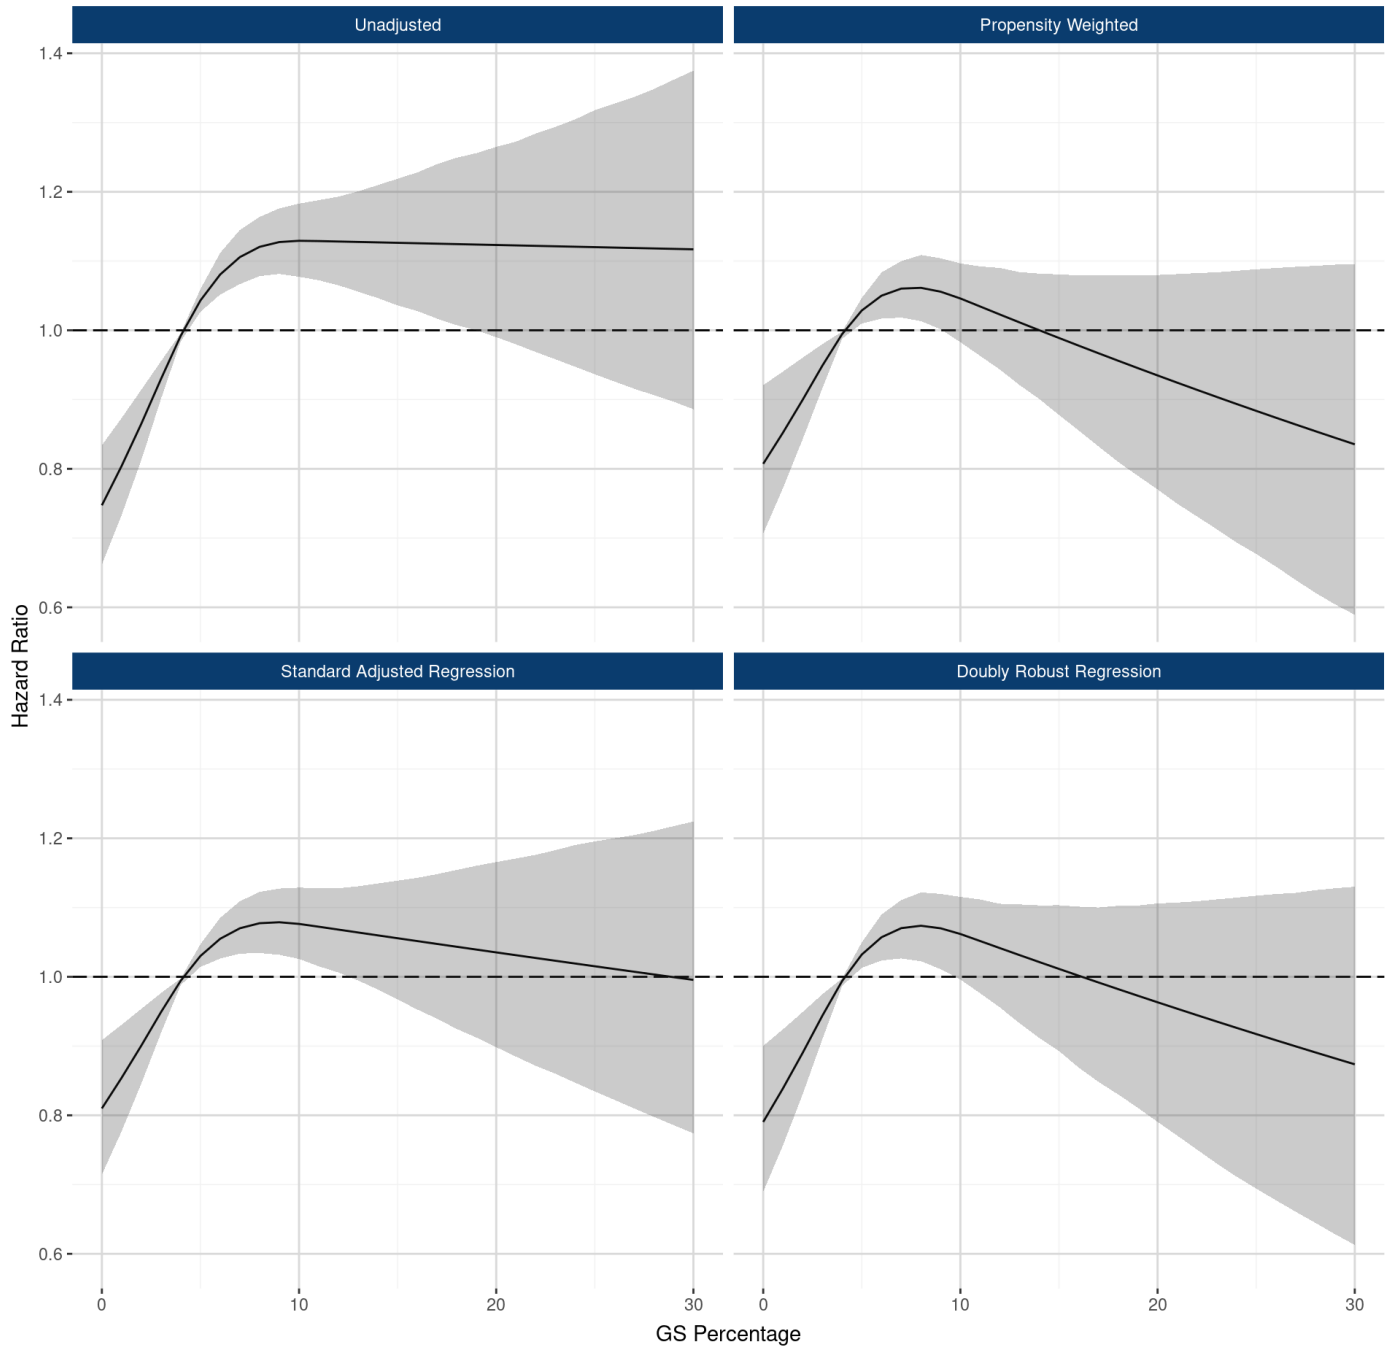 Unadjusted
Propensity Weighted
1.4
1.2
1.0
0.8
0.6
Hazard Ratio
Standard Adjusted Regression
Doubly Robust Regression
1.4
1.2
1.0
0.8
0.6
0 10 20 30
0 10 20 30
GS Percentage